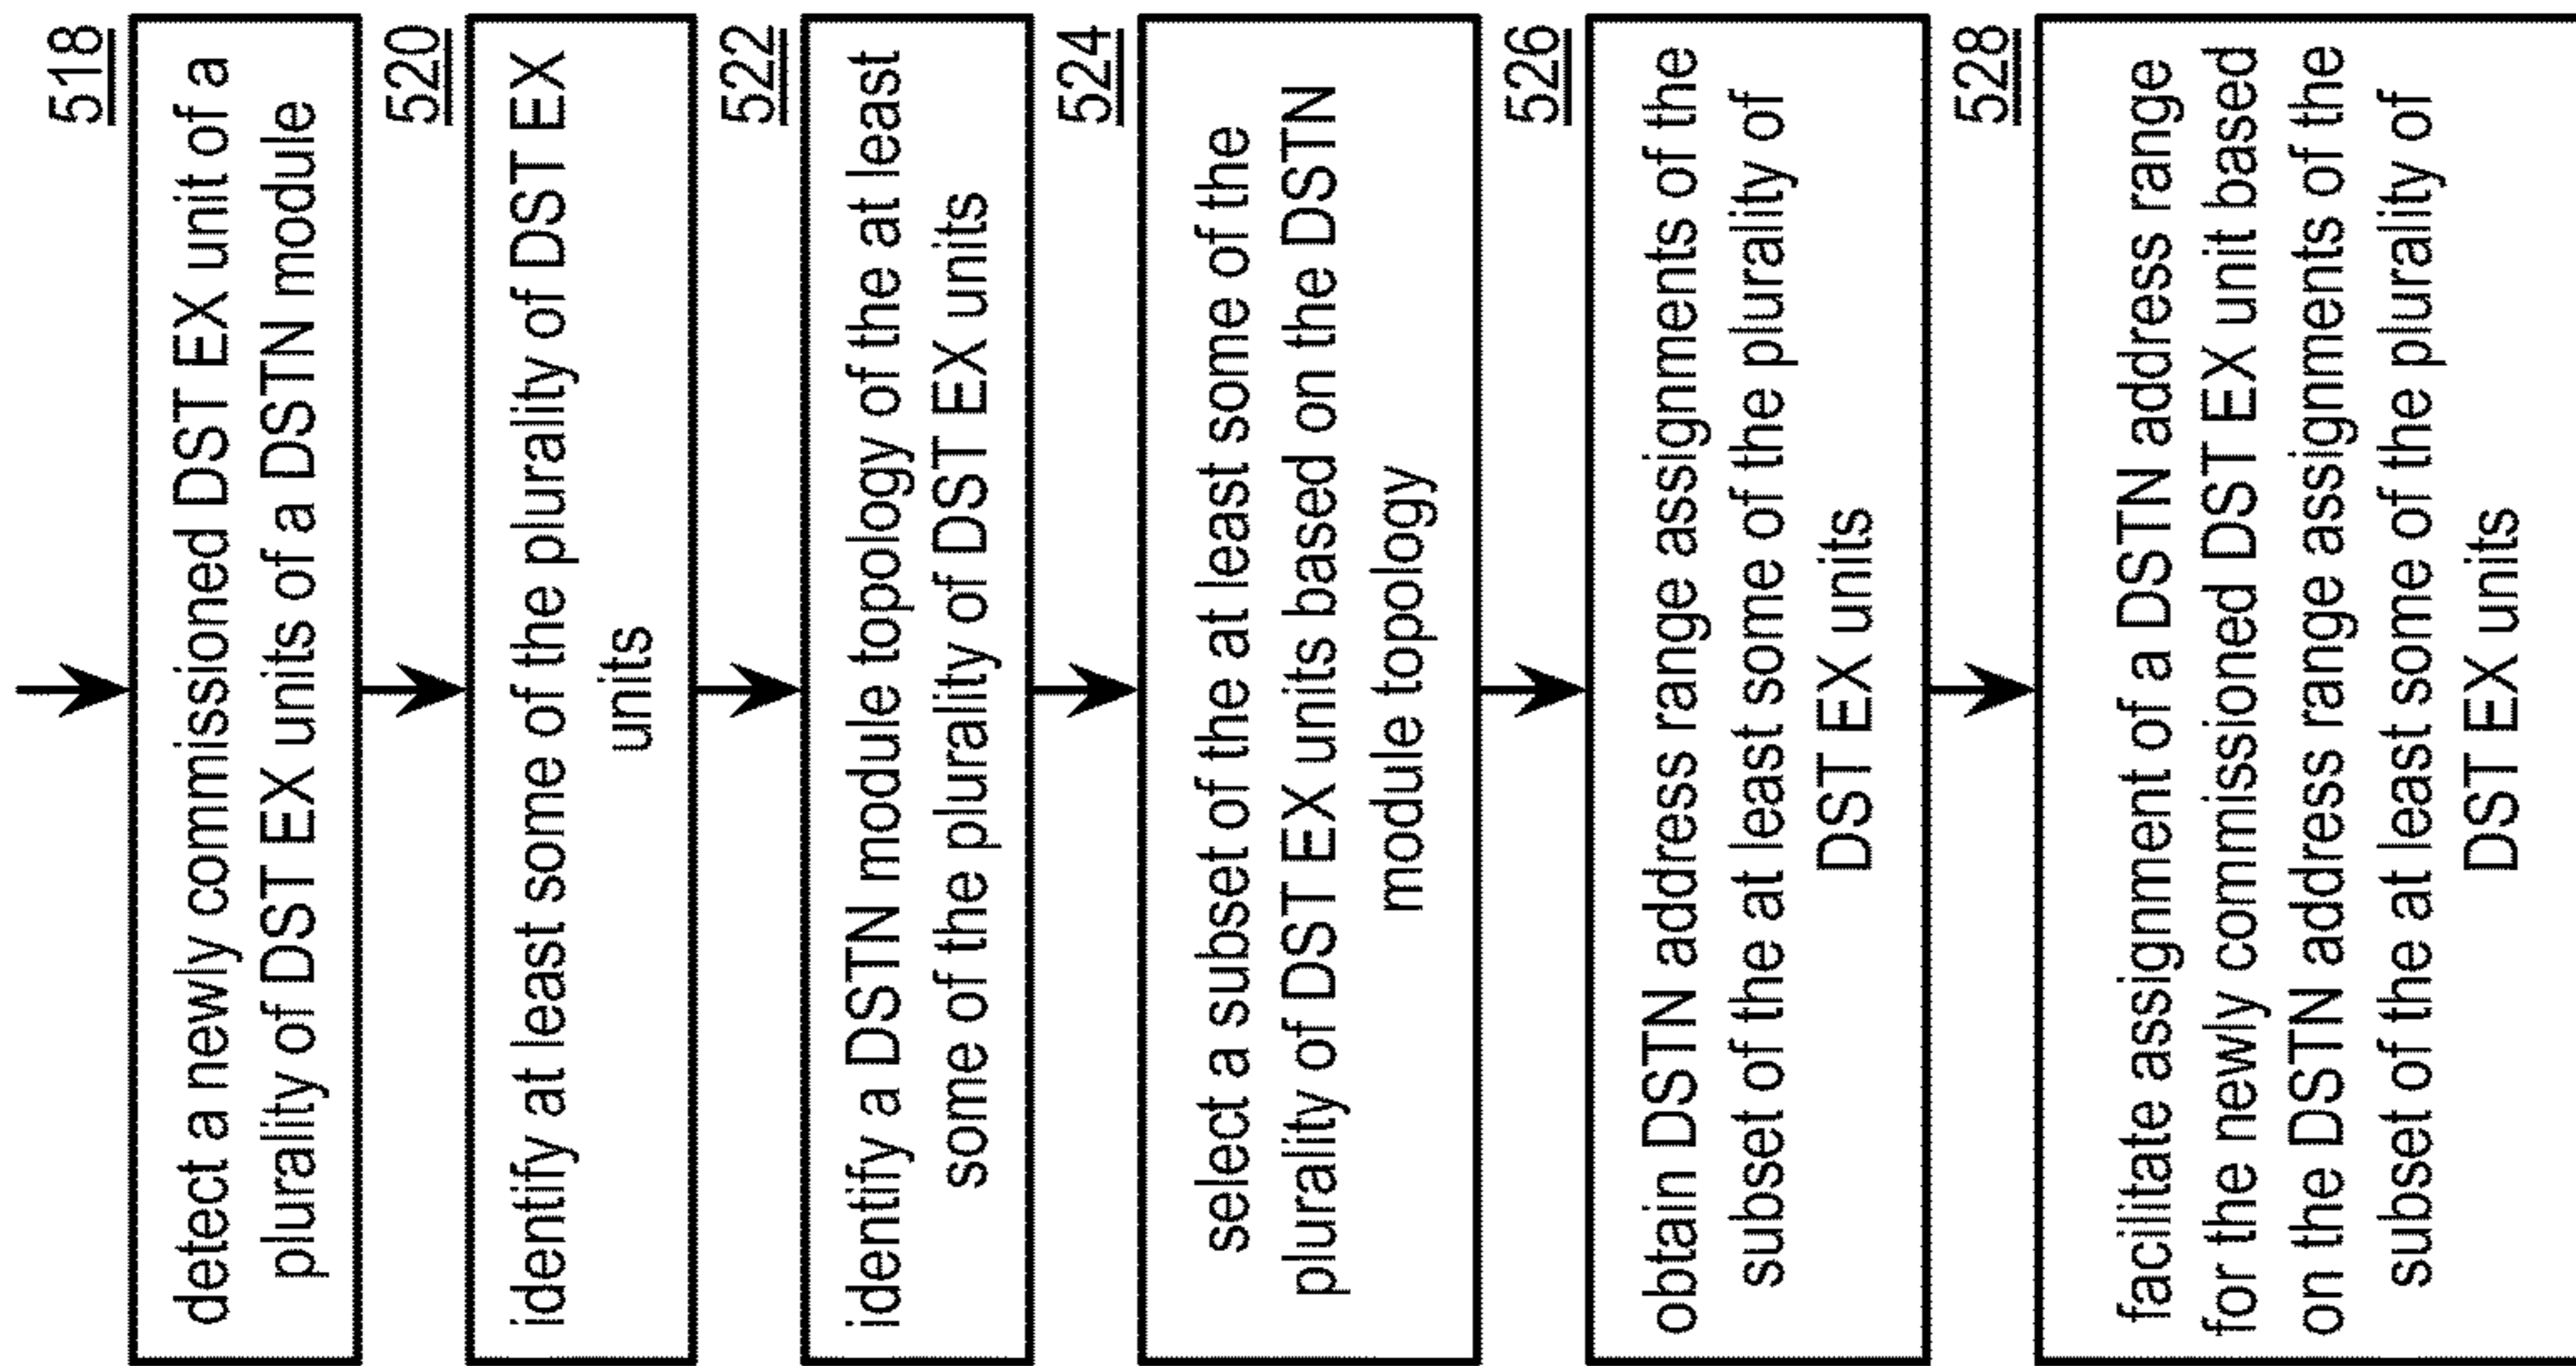 518
detect a newly commissioned DST EX unit of a
plurality of DST EX units of a DSTN module
520
identify at least some of the plurality of DST EX
units
522
identify a DSTN module topology of the at least
some of the plurality of DST EX units
524
select a subset of the at least some of the
plurality of DST EX units based on the DSTN
module topology
526
obtain DSTN address range assignments of the
subset of the at least some of the plurality of
DST EX units
528
facilitate assignment of a DSTN address range
for the newly commissioned DST EX unit based
on the DSTN address range assignments of the
subset of the at least some of the plurality of
DST EX units